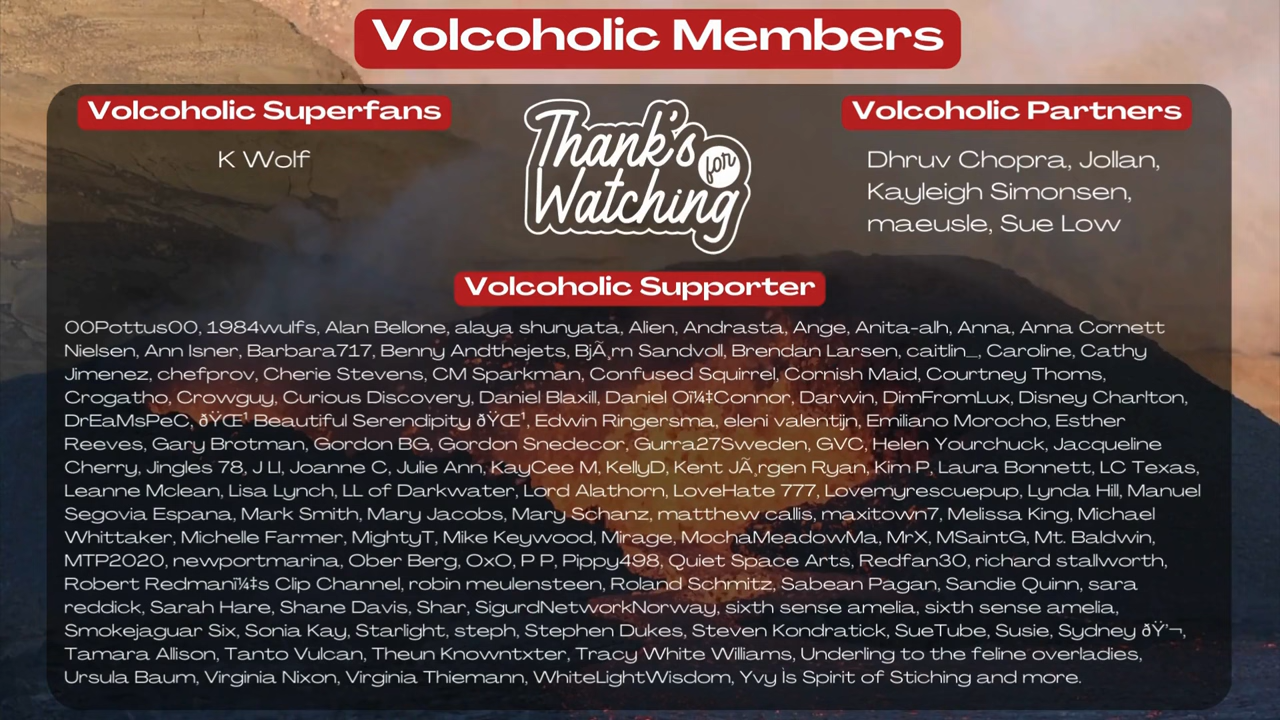 Volcoholic Members
Volcoholic Superfans
K Wolf
Thank's for
Watching
Volcoholic Partners
Dhruv Chopra, Jollan,
Kayleigh Simonsen,
maeusle, Sue Low
Volcoholic Supporter
00Pottus00, 1984wulfs, Alan Bellone, alaya shunyata, Alien, Andrasta, Ange, Anita-alh, Anna, Anna Cornett
Nielsen, Ann Isner, Barbara717, Benny Andthejets, BjÃ¸rn Sandvoll, Brendan Larsen, caitlin_, Caroline, Cathy
Jimenez, chefprov, Cherie Stevens, CM Sparkman, Confused Squirrel, Cornish Maid, Courtney Thoms,
Crogatho, Crowguy, Curious Discovery, Daniel Blaxill, Daniel Oï¼‡Connor, Darwin, DimFromLux, Disney Charlton,
DrEaMsPeC, ðŸŒ¹ Beautiful Serendipity ðŸŒ¹, Edwin Ringersma, eleni valentijn, Emiliano Morocho, Esther
Reeves, Gary Brotman, Gordon BG, Gordon Snedecor, Gurra27Sweden, GVC, Helen Yourchuck, Jacqueline
Cherry, Jingles 78, J Ll, Joanne C, Julie Ann, KayCee M, KellyD, Kent JÃ¸rgen Ryan, Kim P, Laura Bonnett, LC Texas,
Leanne Mclean, Lisa Lynch, LL of Darkwater, Lord Alathorn, LoveHate 777, Lovemyrescuepup, Lynda Hill, Manuel
Segovia Espana, Mark Smith, Mary Jacobs, Mary Schanz, matthew callis, maxitown7, Melissa King, Michael
Whittaker, Michelle Farmer, MightyT, Mike Keywood, Mirage, MochaMeadowMa, MrX, MSaintG, Mt. Baldwin,
MTP2020, newportmarina, Ober Berg, OxO, P P, Pippy498, Quiet Space Arts, Redfan30, richard stallworth,
Robert Redmanï¼‡s Clip Channel, robin meulensteen, Roland Schmitz, Sabean Pagan, Sandie Quinn, sara
reddick, Sarah Hare, Shane Davis, Shar, SigurdNetworkNorway, sixth sense amelia, sixth sense amelia,
Smokejaguar Six, Sonia Kay, Starlight, steph, Stephen Dukes, Steven Kondratick, SueTube, Susie, Sydney ðŸ’¬,
Tamara Allison, Tanto Vulcan, Theun Knowntxter, Tracy White Williams, Underling to the feline overladies,
Ursula Baum, Virginia Nixon, Virginia Thiemann, WhiteLightWisdom, Yvy İs Spirit of Stiching and more.